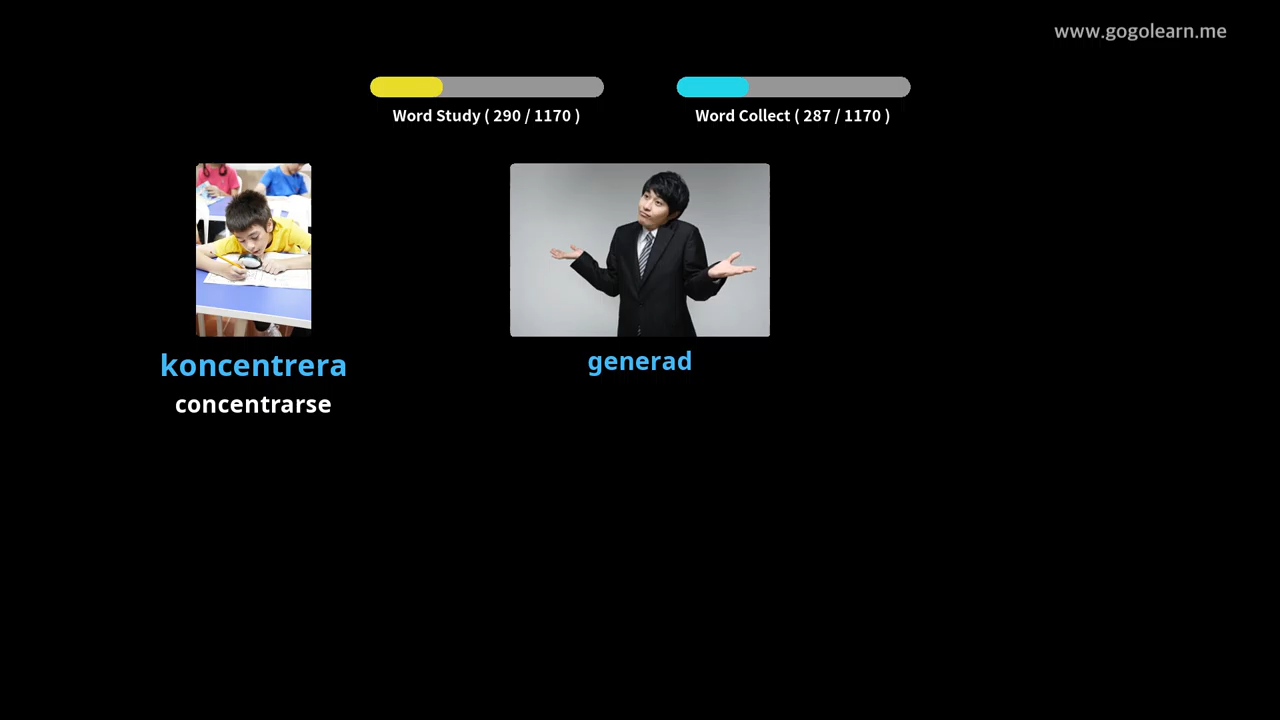 www.gogolearn.me
Word Study ( 290 / 1170 )
Word Collect ( 287 / 1170 )
koncentrera
concentrarse
generad